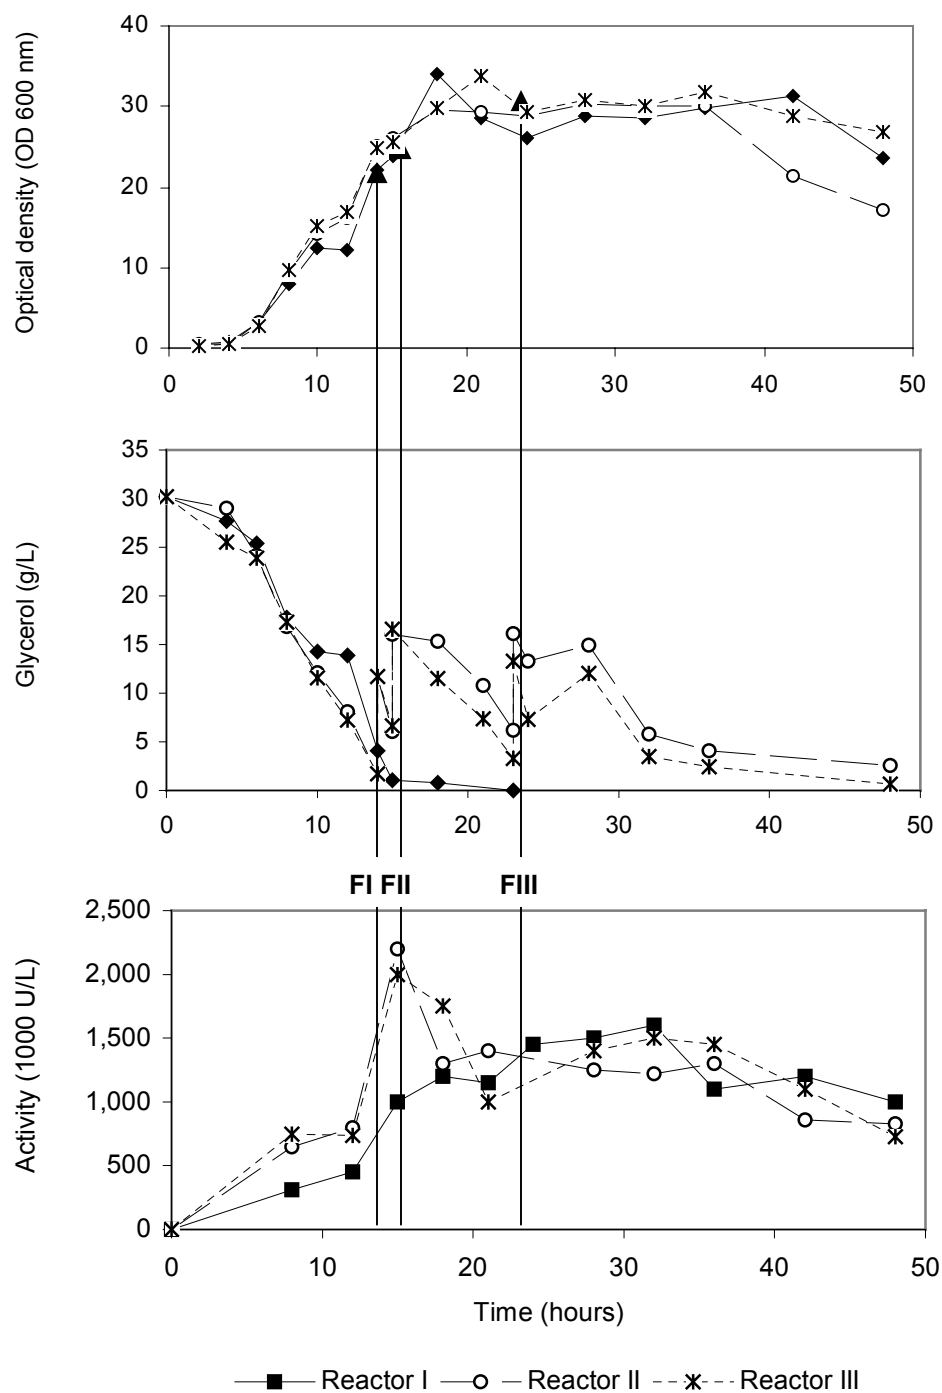 Optical density (OD 600 nm)
40
30
20
10
0
0 10 20 30 40 50
Glycerol (g/L)
35
30
25
20
15
10
5
0
0 10 20 30 40 50
FI FII FIII
Activity (1000 U/L)
2,500
2,000
1,500
1,000
500
0
0 10 20 30 40 50
Time (hours)
Reactor I Reactor II Reactor III